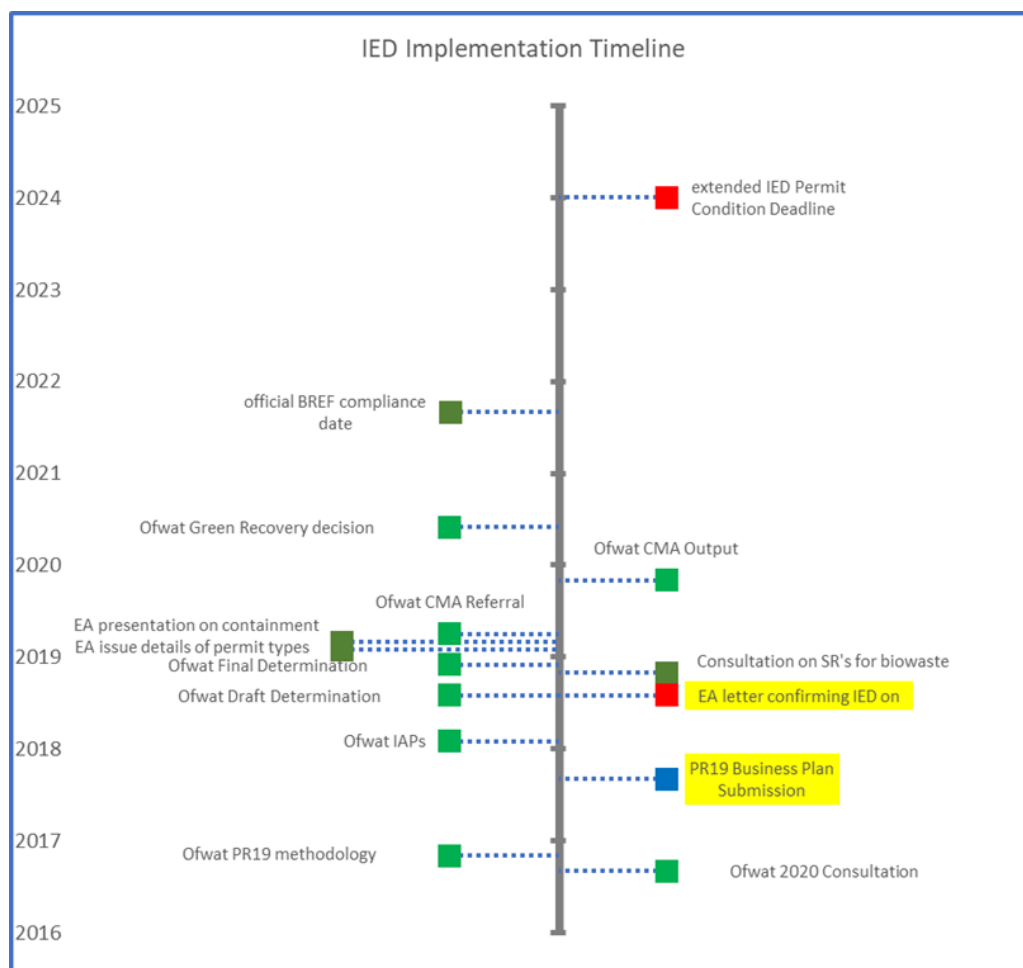 IED Implementation Timeline
2025
extended IED Permit
Condition Deadline
2024
2023
2022
official BREF compliance
date
2021
Ofwat Green Recovery decision
Ofwat CMA Output
2020
Ofwat CMA Referral
EA presentation on containment
EA issue details of permit types
2019
Ofwat Final Determination
Consultation on SR's for biowaste
Ofwat Draft Determination
EA letter confirming IED on
Ofwat IAPs
2018
PR19 Business Plan
Submission
2017
Ofwat PR19 methodology
Ofwat 2020 Consultation
2016